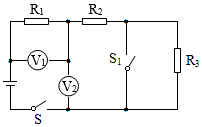 R₁ R₂
V₁ S₁ R₃
V₂
S